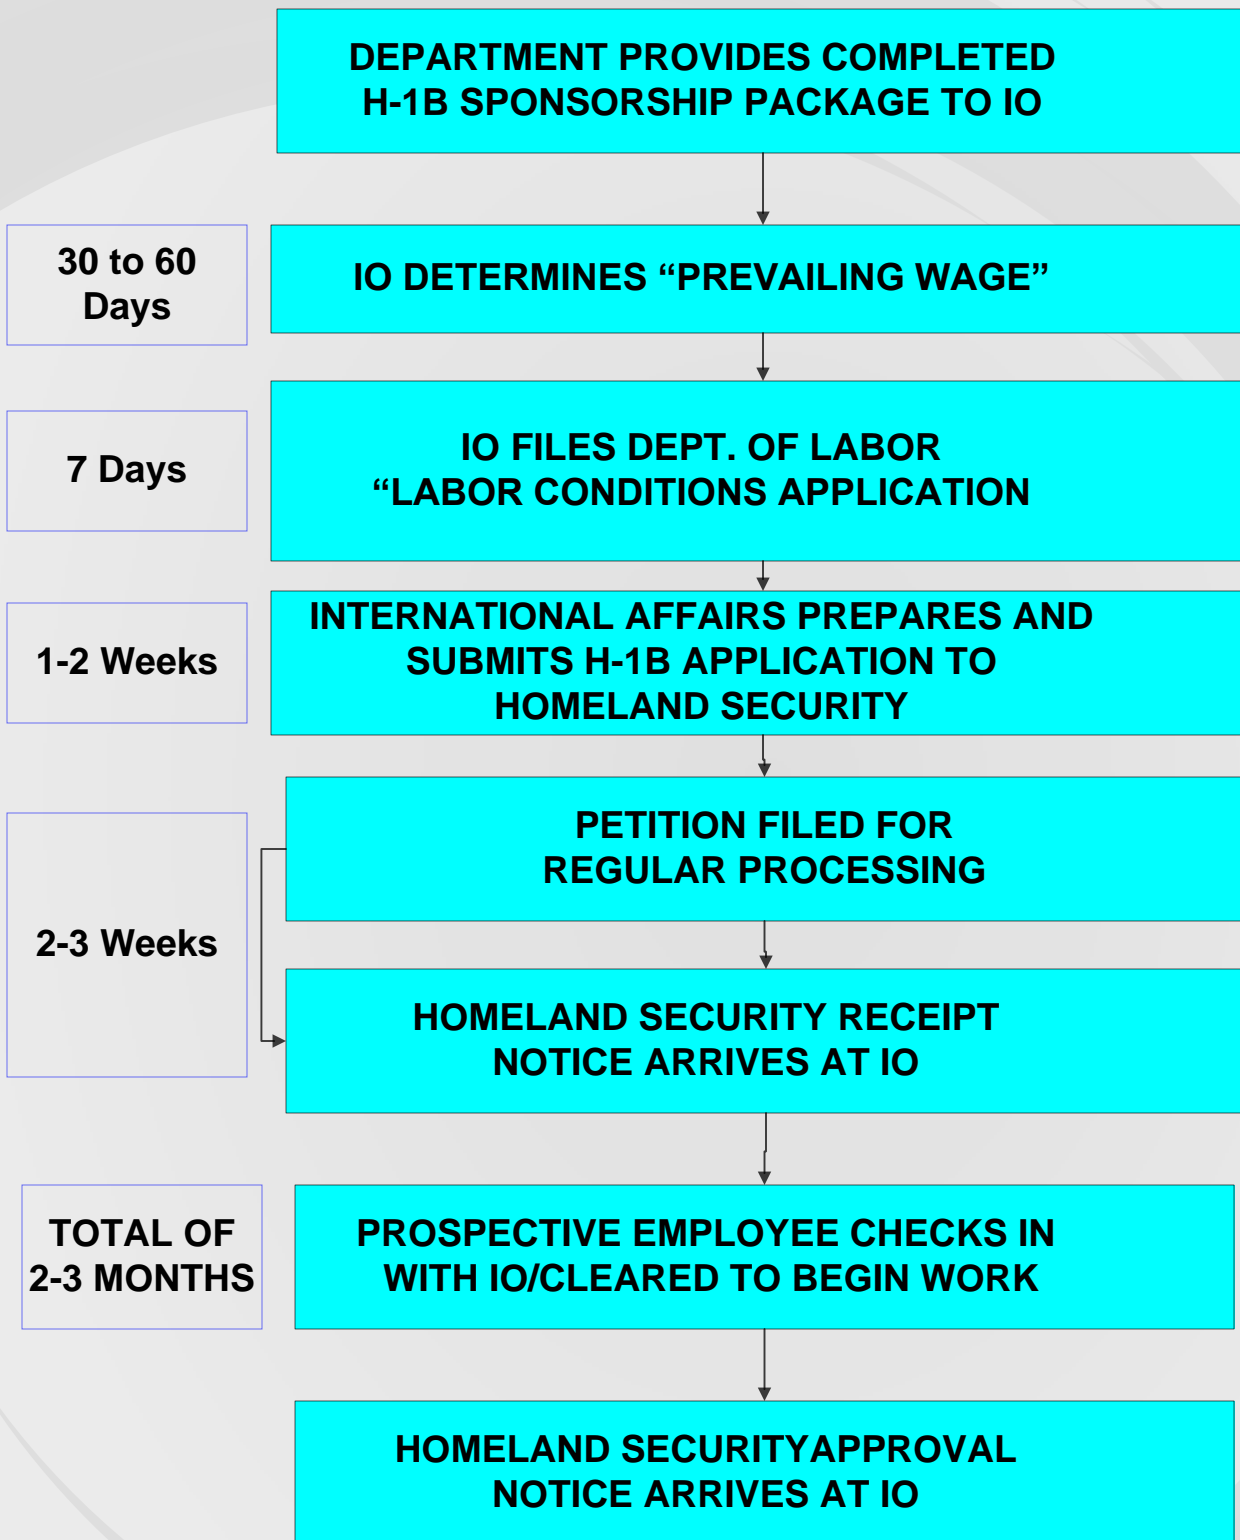 DEPARTMENT PROVIDES COMPLETED
H-1B SPONSORSHIP PACKAGE TO IO
30 to 60
Days
IO DETERMINES “PREVAILING WAGE”
7 Days
IO FILES DEPT. OF LABOR
“LABOR CONDITIONS APPLICATION
1-2 Weeks
INTERNATIONAL AFFAIRS PREPARES AND
SUBMITS H-1B APPLICATION TO
HOMELAND SECURITY
2-3 Weeks
PETITION FILED FOR
REGULAR PROCESSING
HOMELAND SECURITY RECEIPT
NOTICE ARRIVES AT IO
TOTAL OF
2-3 MONTHS
PROSPECTIVE EMPLOYEE CHECKS IN
WITH IO/CLEARED TO BEGIN WORK
HOMELAND SECURITYAPPROVAL
NOTICE ARRIVES AT IO